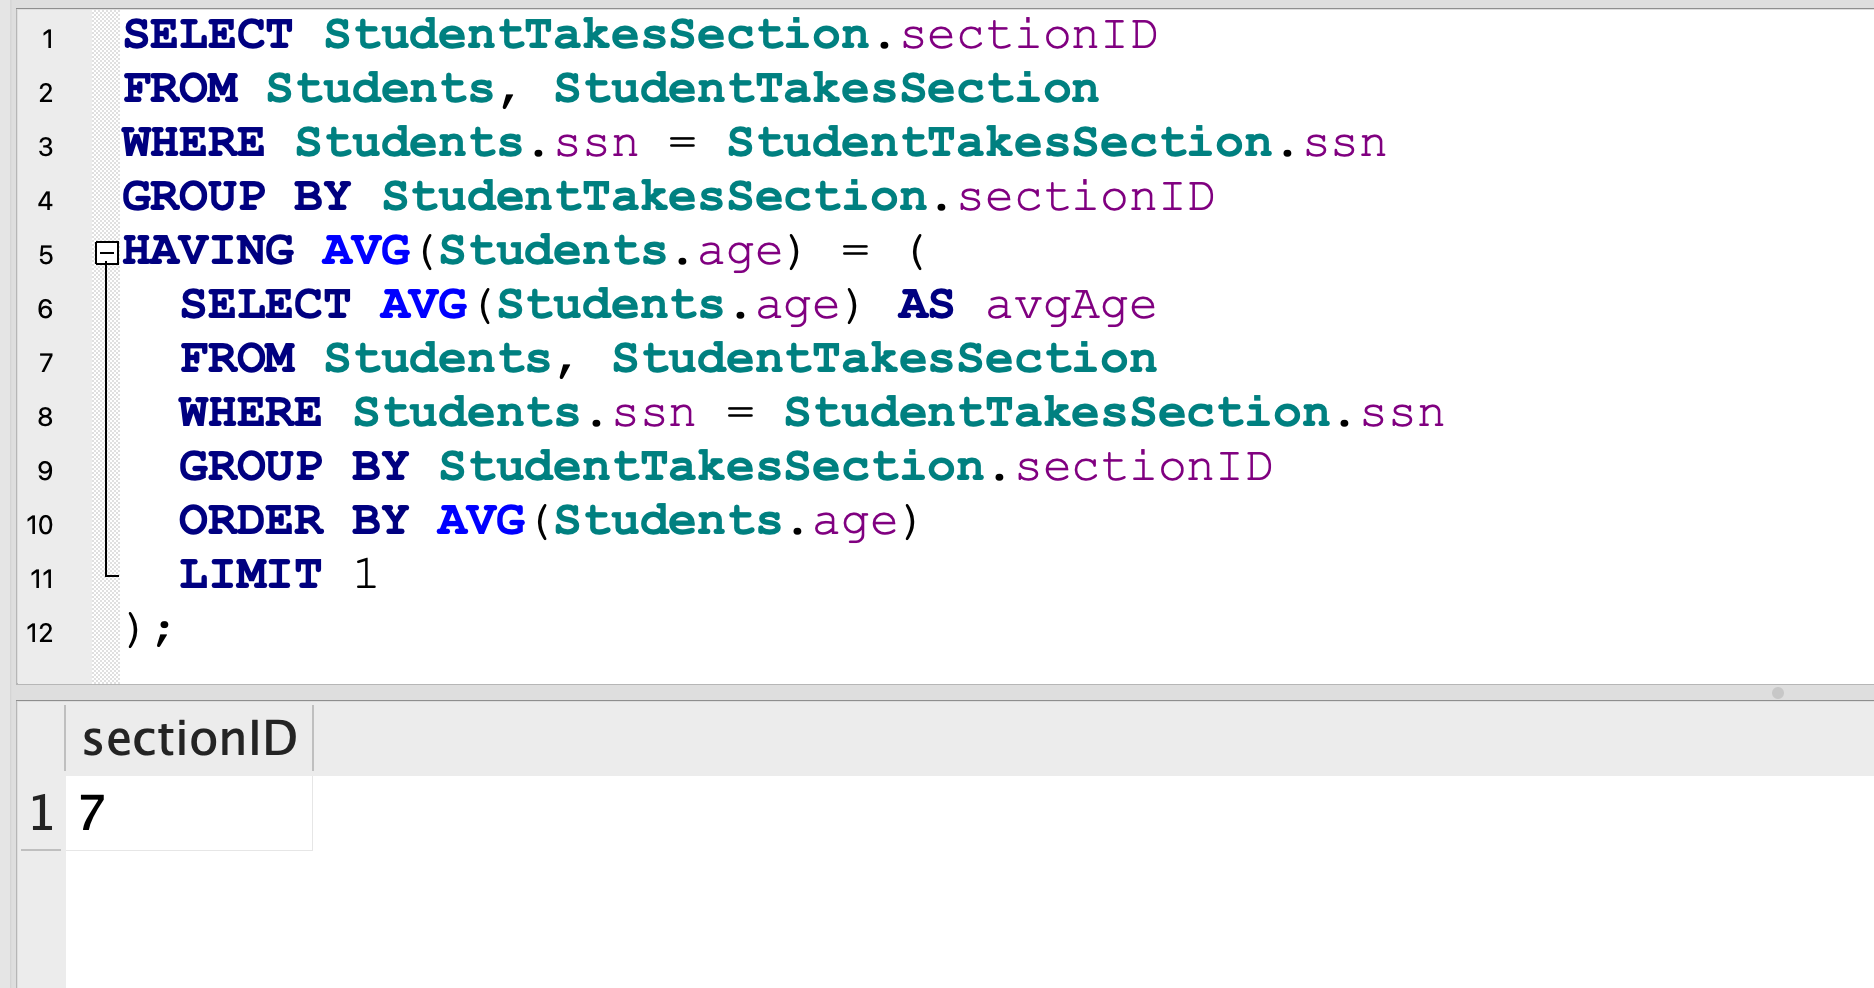 1 SELECT StudentTakesSection.sectionID
2 FROM Students, StudentTakesSection
3 WHERE Students.ssn = StudentTakesSection.ssn
4 GROUP BY StudentTakesSection.sectionID
5 HAVING AVG(Students.age) = (
6 SELECT AVG(Students.age) AS avgAge
7 FROM Students, StudentTakesSection
8 WHERE Students.ssn = StudentTakesSection.ssn
9 GROUP BY StudentTakesSection.sectionID
10 ORDER BY AVG(Students.age)
11 LIMIT 1
12 );
sectionID
1 7